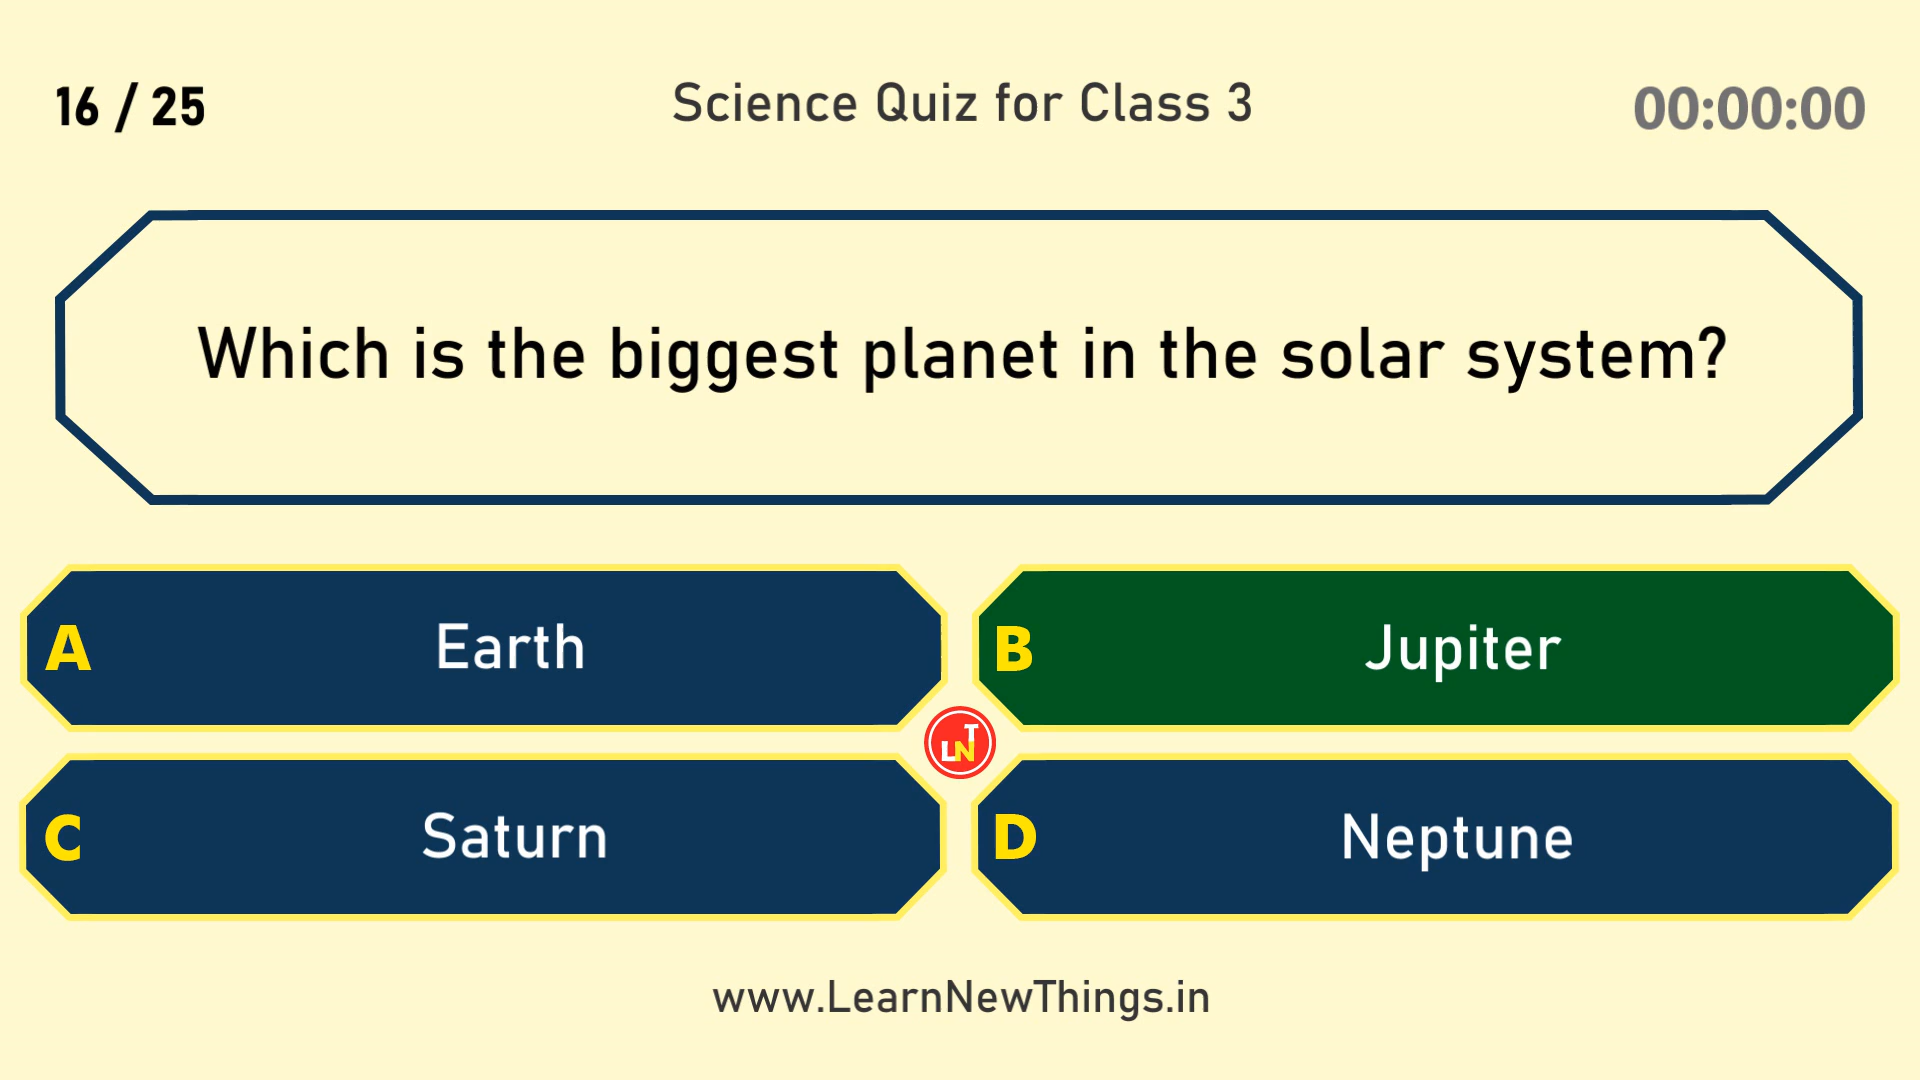 16 / 25
Science Quiz for Class 3
00:00:00
Which is the biggest planet in the solar system?
A
Earth
B
Jupiter
LNT
C
Saturn
D
Neptune
www.LearnNewThings.in